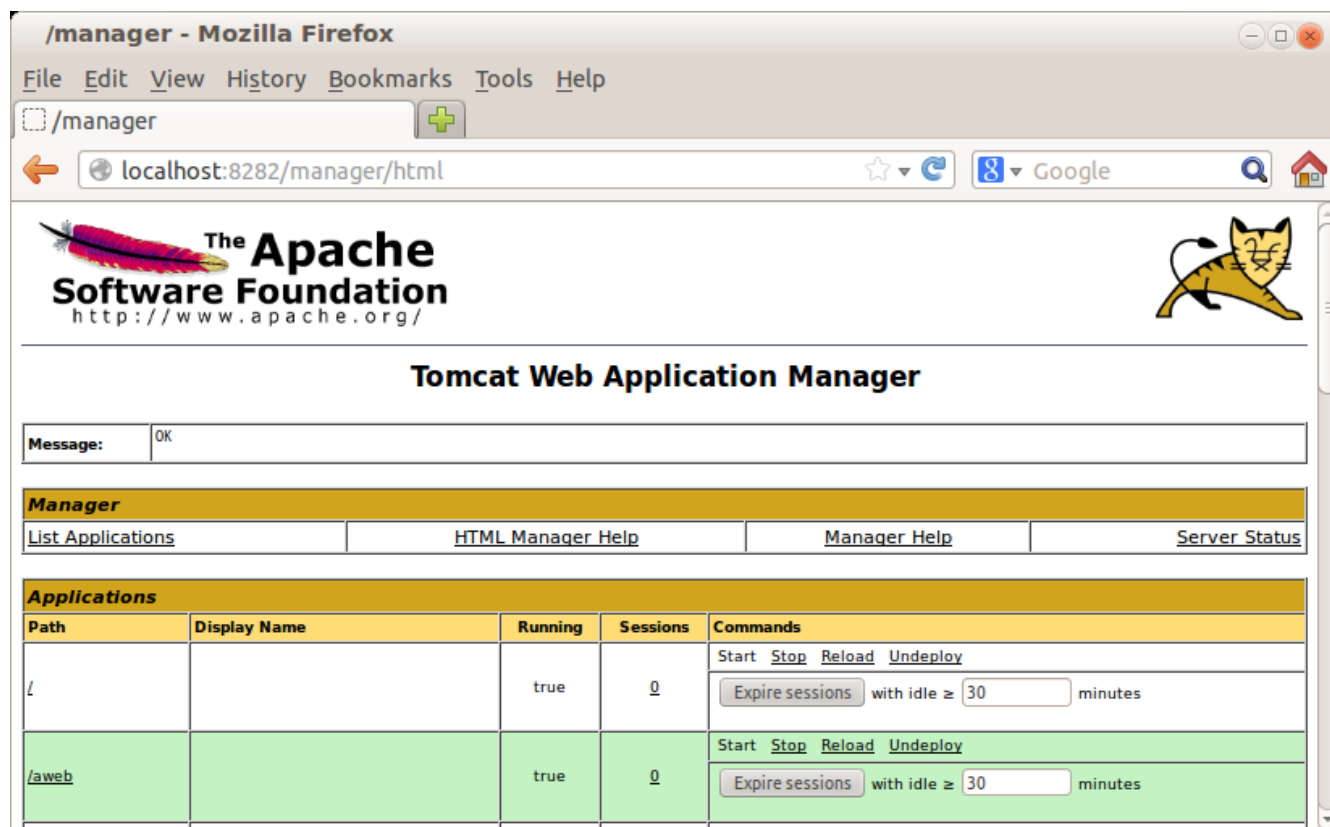 /manager - Mozilla Firefox
File Edit View History Bookmarks Tools Help
/manager
localhost:8282/manager/html
8 Google
The Apache
Software Foundation
http://www.apache.org/
Tomcat Web Application Manager
Message: OK
Manager
List Applications HTML Manager Help Manager Help Server Status
Applications
Path Display Name Running Sessions Commands
Start Stop Reload Undeploy
/ true 0
Expire sessions with idle ≥ 30 minutes
Start Stop Reload Undeploy
/aweb true 0
Expire sessions with idle ≥ 30 minutes